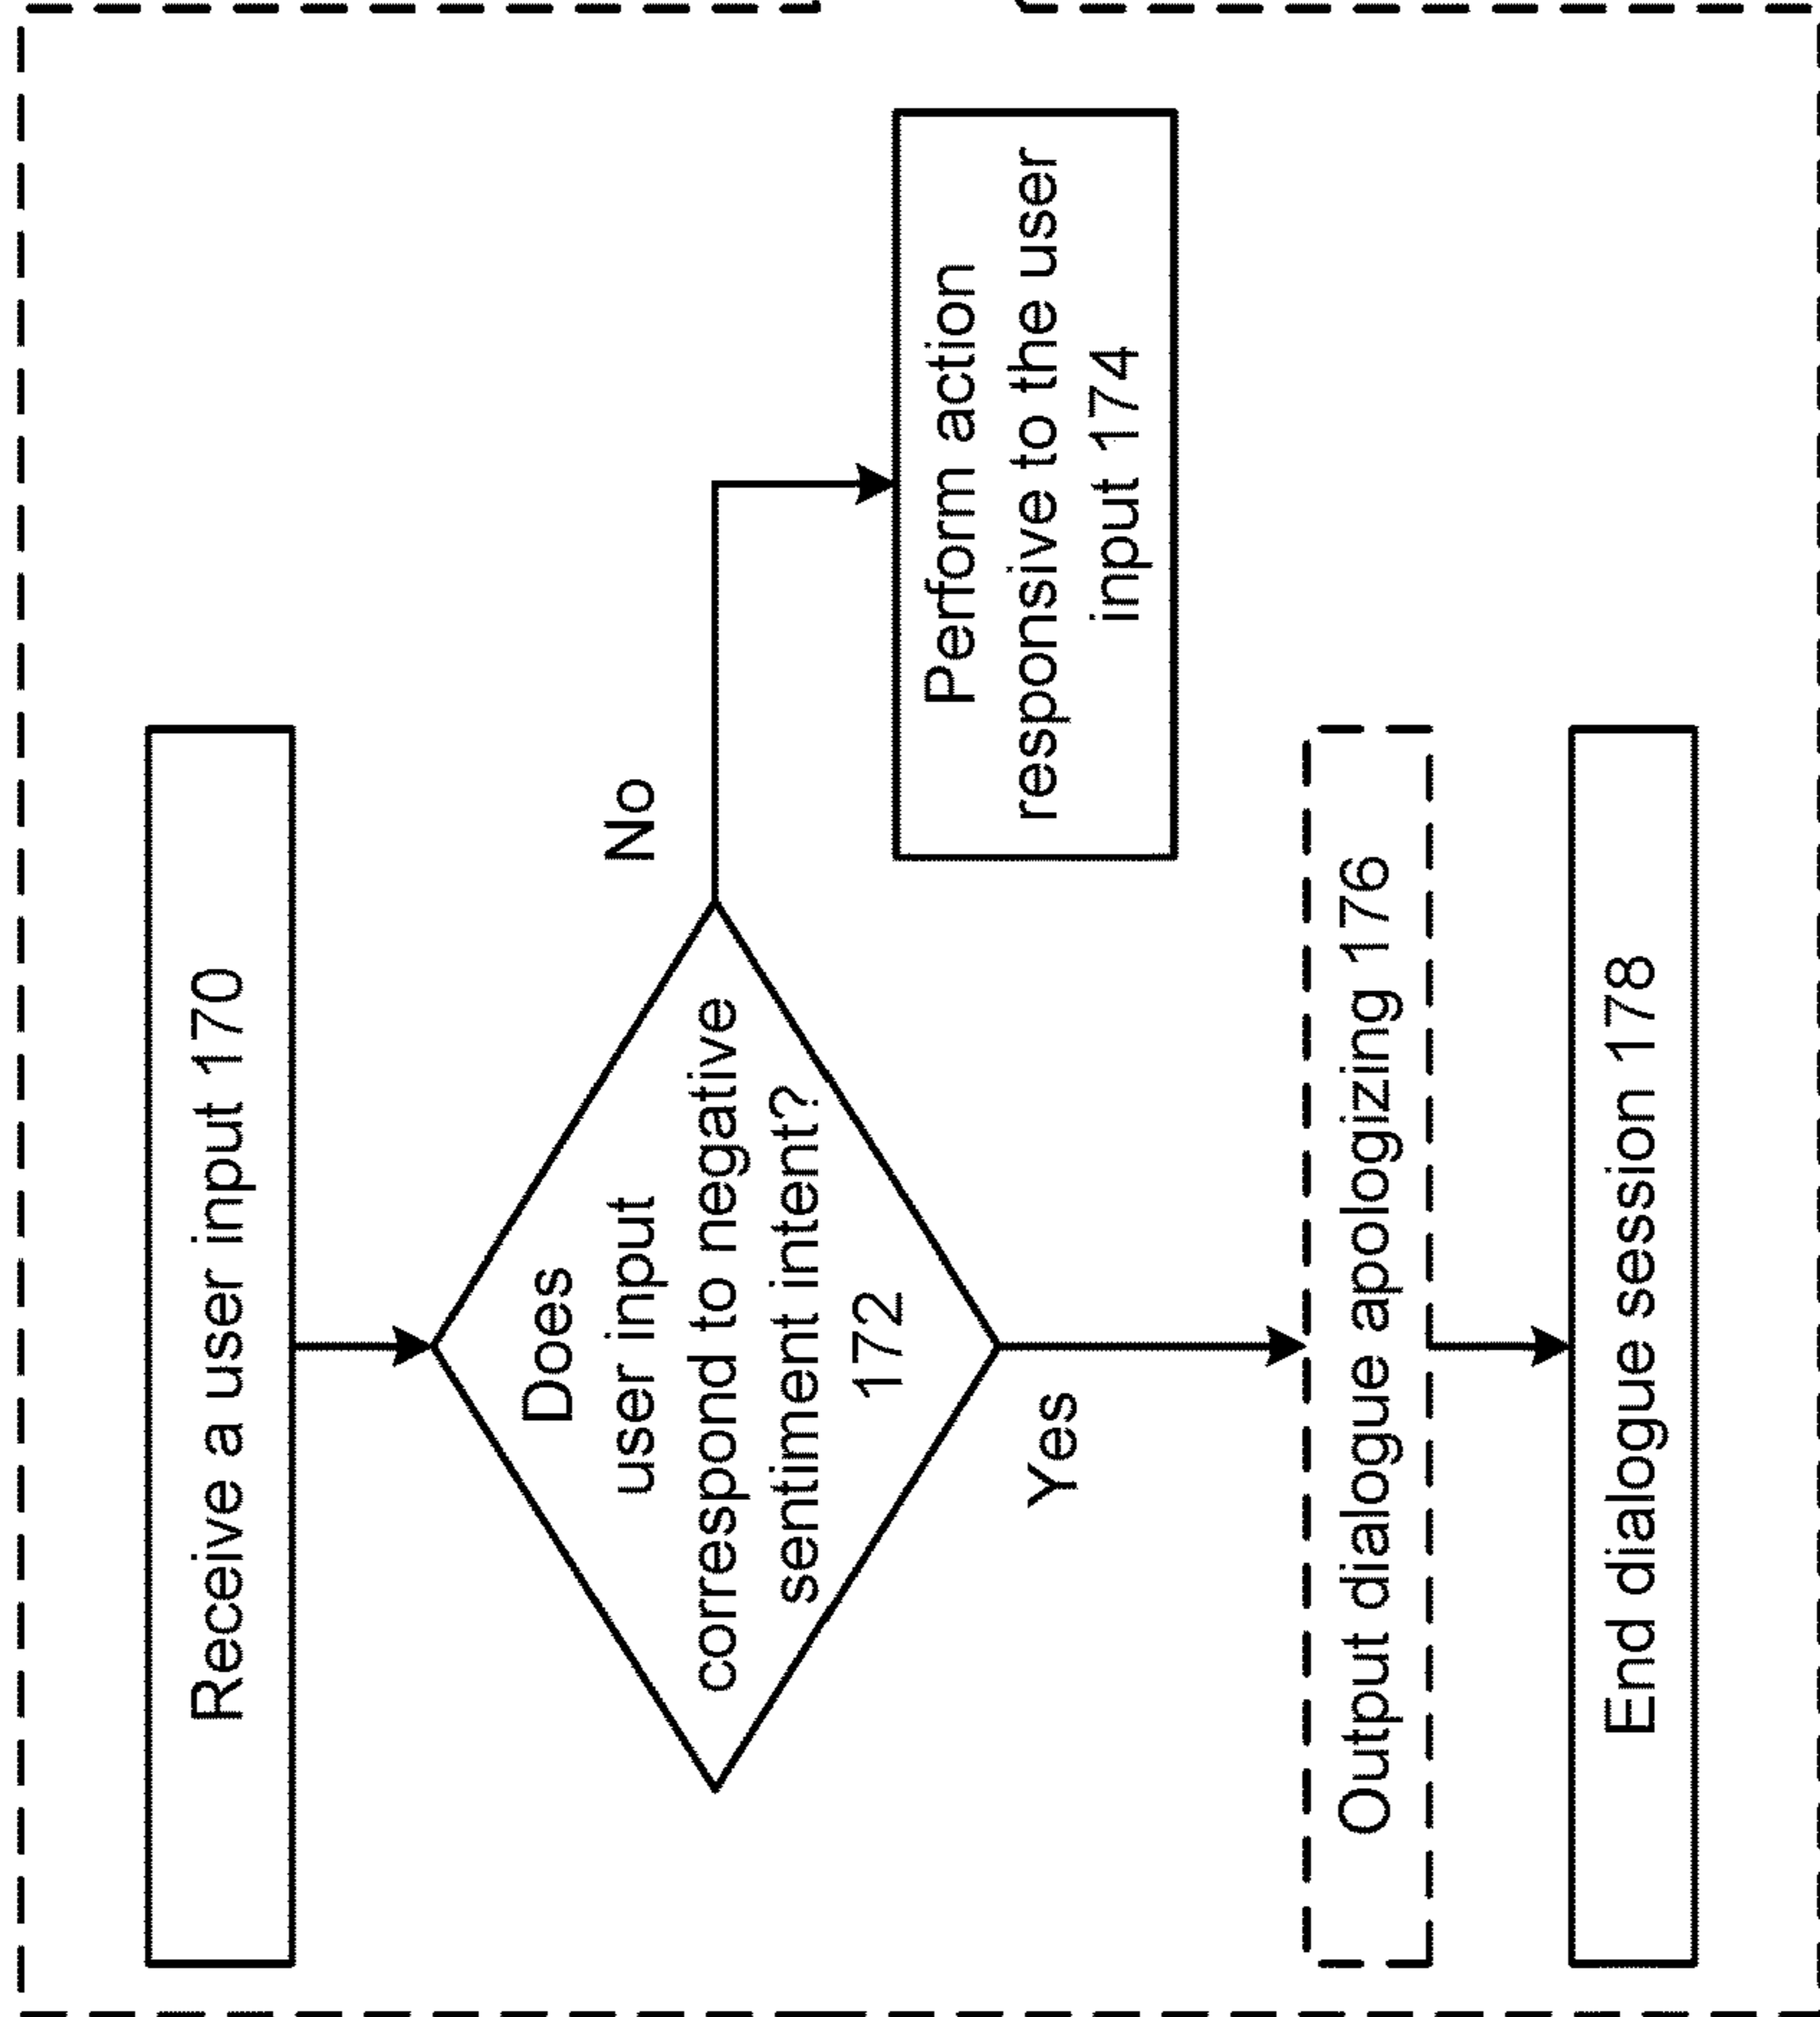 Receive a user input 170
Does
user input
correspond to negative
sentiment intent?
172
No
Perform action
responsive to the user
input 174
Yes
Output dialogue apologizing 176
End dialogue session 178